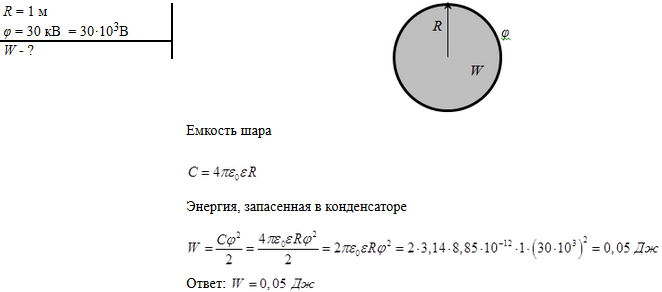 R = 1 м
φ = 30 кВ = 30·10³В
W - ?
R
φ
W
Емкость шара
C = 4πε₀εR
Энергия, запасенная в конденсаторе
W = Cφ²/2 = 4πε₀εRφ²/2 = 2πε₀εRφ² = 2·3,14·8,85·10⁻¹²·1·(30·10³)² = 0,05 Дж
Ответ: W = 0,05 Дж